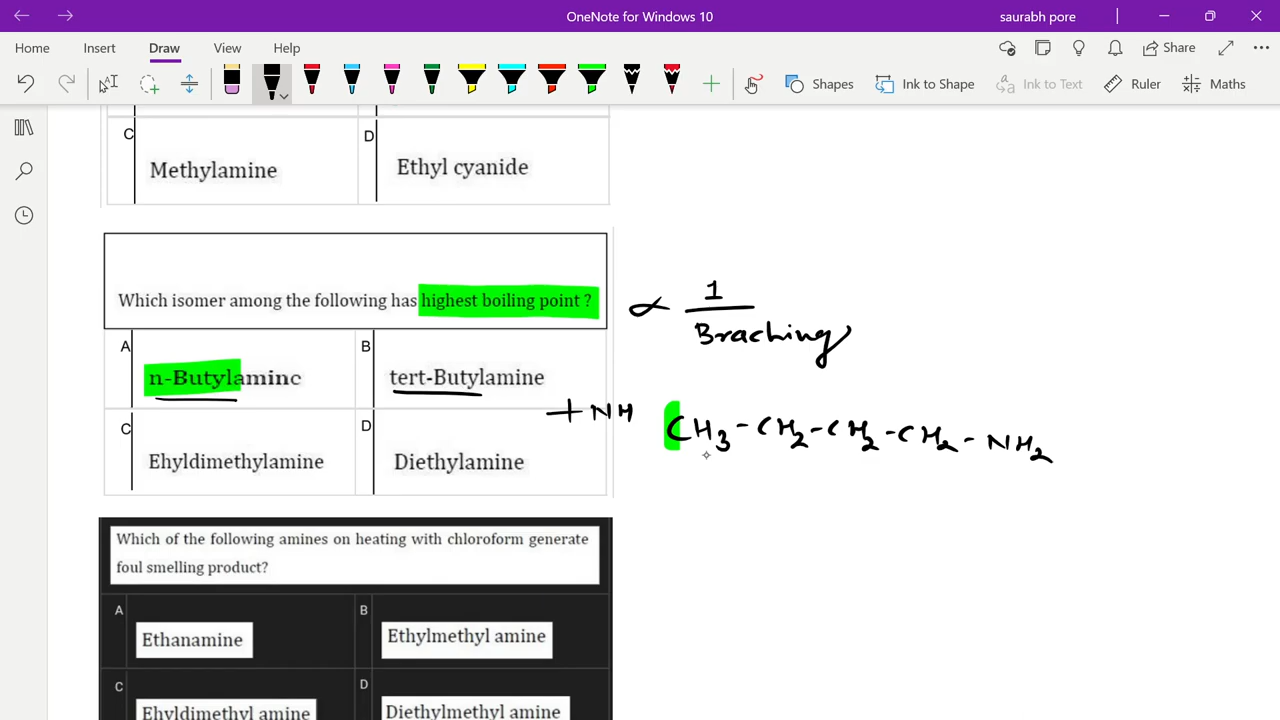 OneNote for Windows 10
saurabh pore
Home Insert Draw View Help
Share
Shapes Ink to Shape Ink to Text Ruler Maths
C Methylamine D Ethyl cyanide
Which isomer among the following has highest boiling point ?
∝ 1
Braching
A n-Butylamine B tert-Butylamine
+ NH CH3 - CH2 - CH2 - CH2 - NH2
C Ehyldimethylamine D Diethylamine
Which of the following amines on heating with chloroform generate
foul smelling product?
A Ethanamine B Ethylmethyl amine
C Ehyldimethyl amine D Diethylmethyl amine